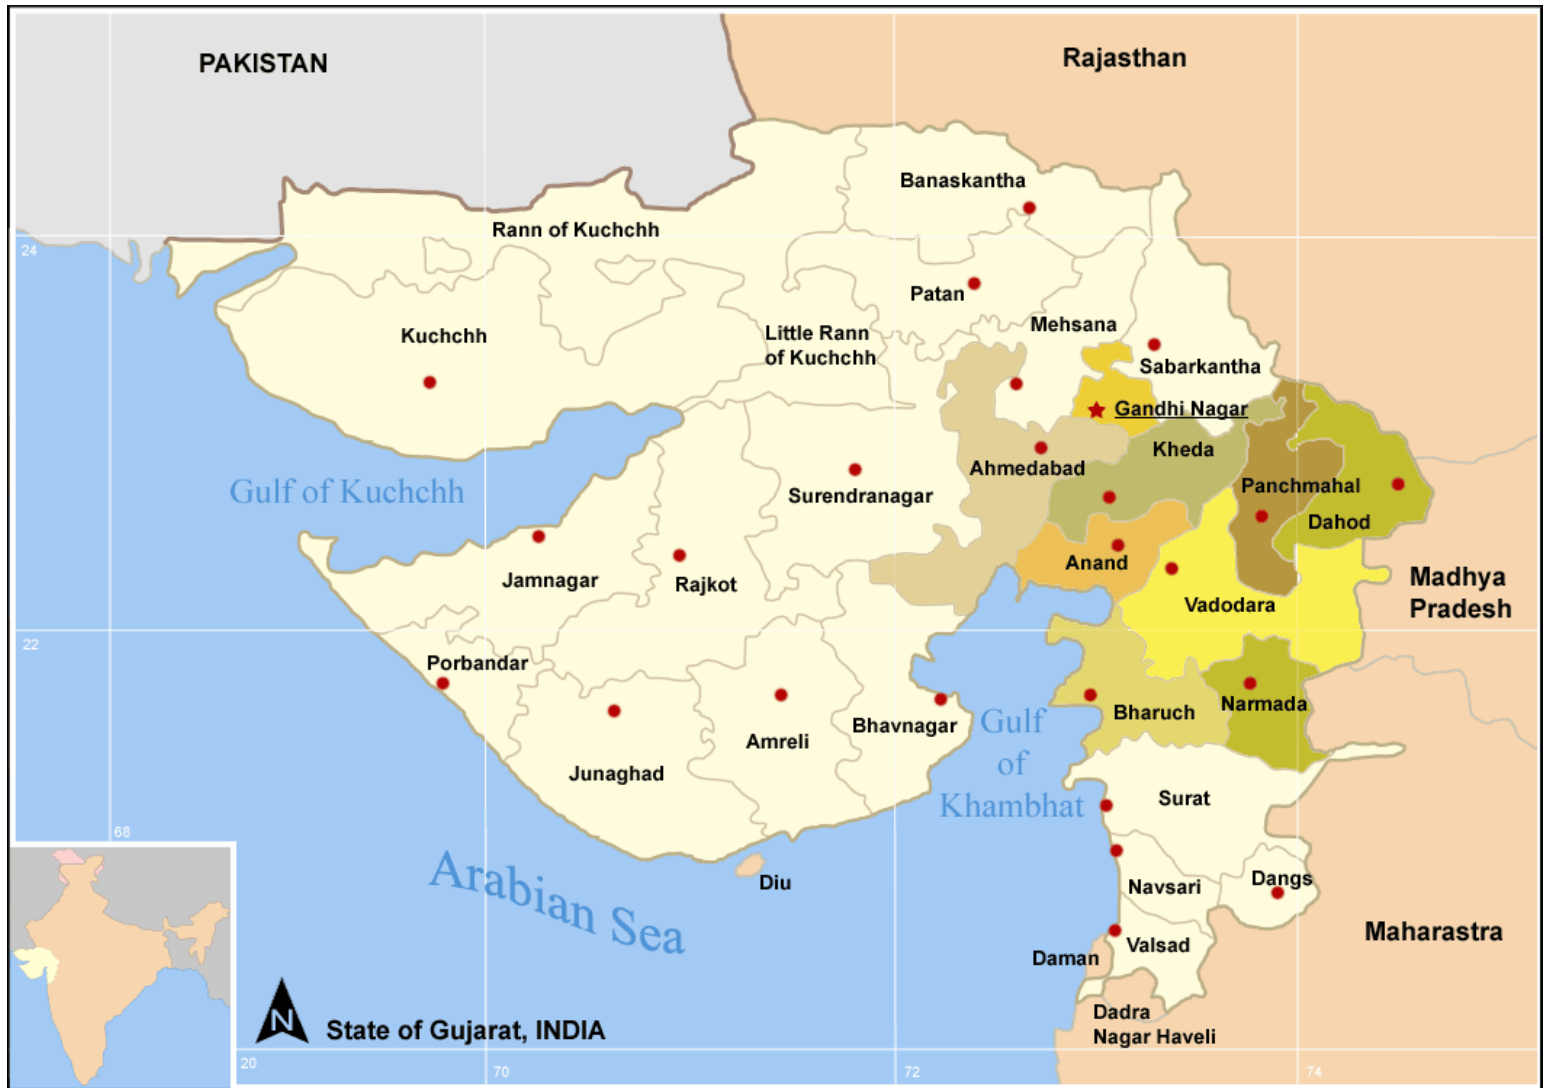 PAKISTAN
Rajasthan
Banaskantha
Rann of Kuchchh
24
Patan
Mehsana
Kuchchh
Little Rann
of Kuchchh
Sabarkantha
Gandhi Nagar
Kheda
Ahmedabad
Gulf of Kuchchh
Surendranagar
Panchmahal
Dahod
Anand
Jamnagar
Rajkot
Madhya
Pradesh
Vadodara
22
Porbandar
Narmada
Bharuch
Bhavnagar
Gulf
of
Khambhat
Amreli
Junaghad
Surat
68
Arabian Sea
Diu
Dangs
Navsari
Maharastra
Valsad
Daman
Dadra
Nagar Haveli
N
State of Gujarat, INDIA
20
70
72
74